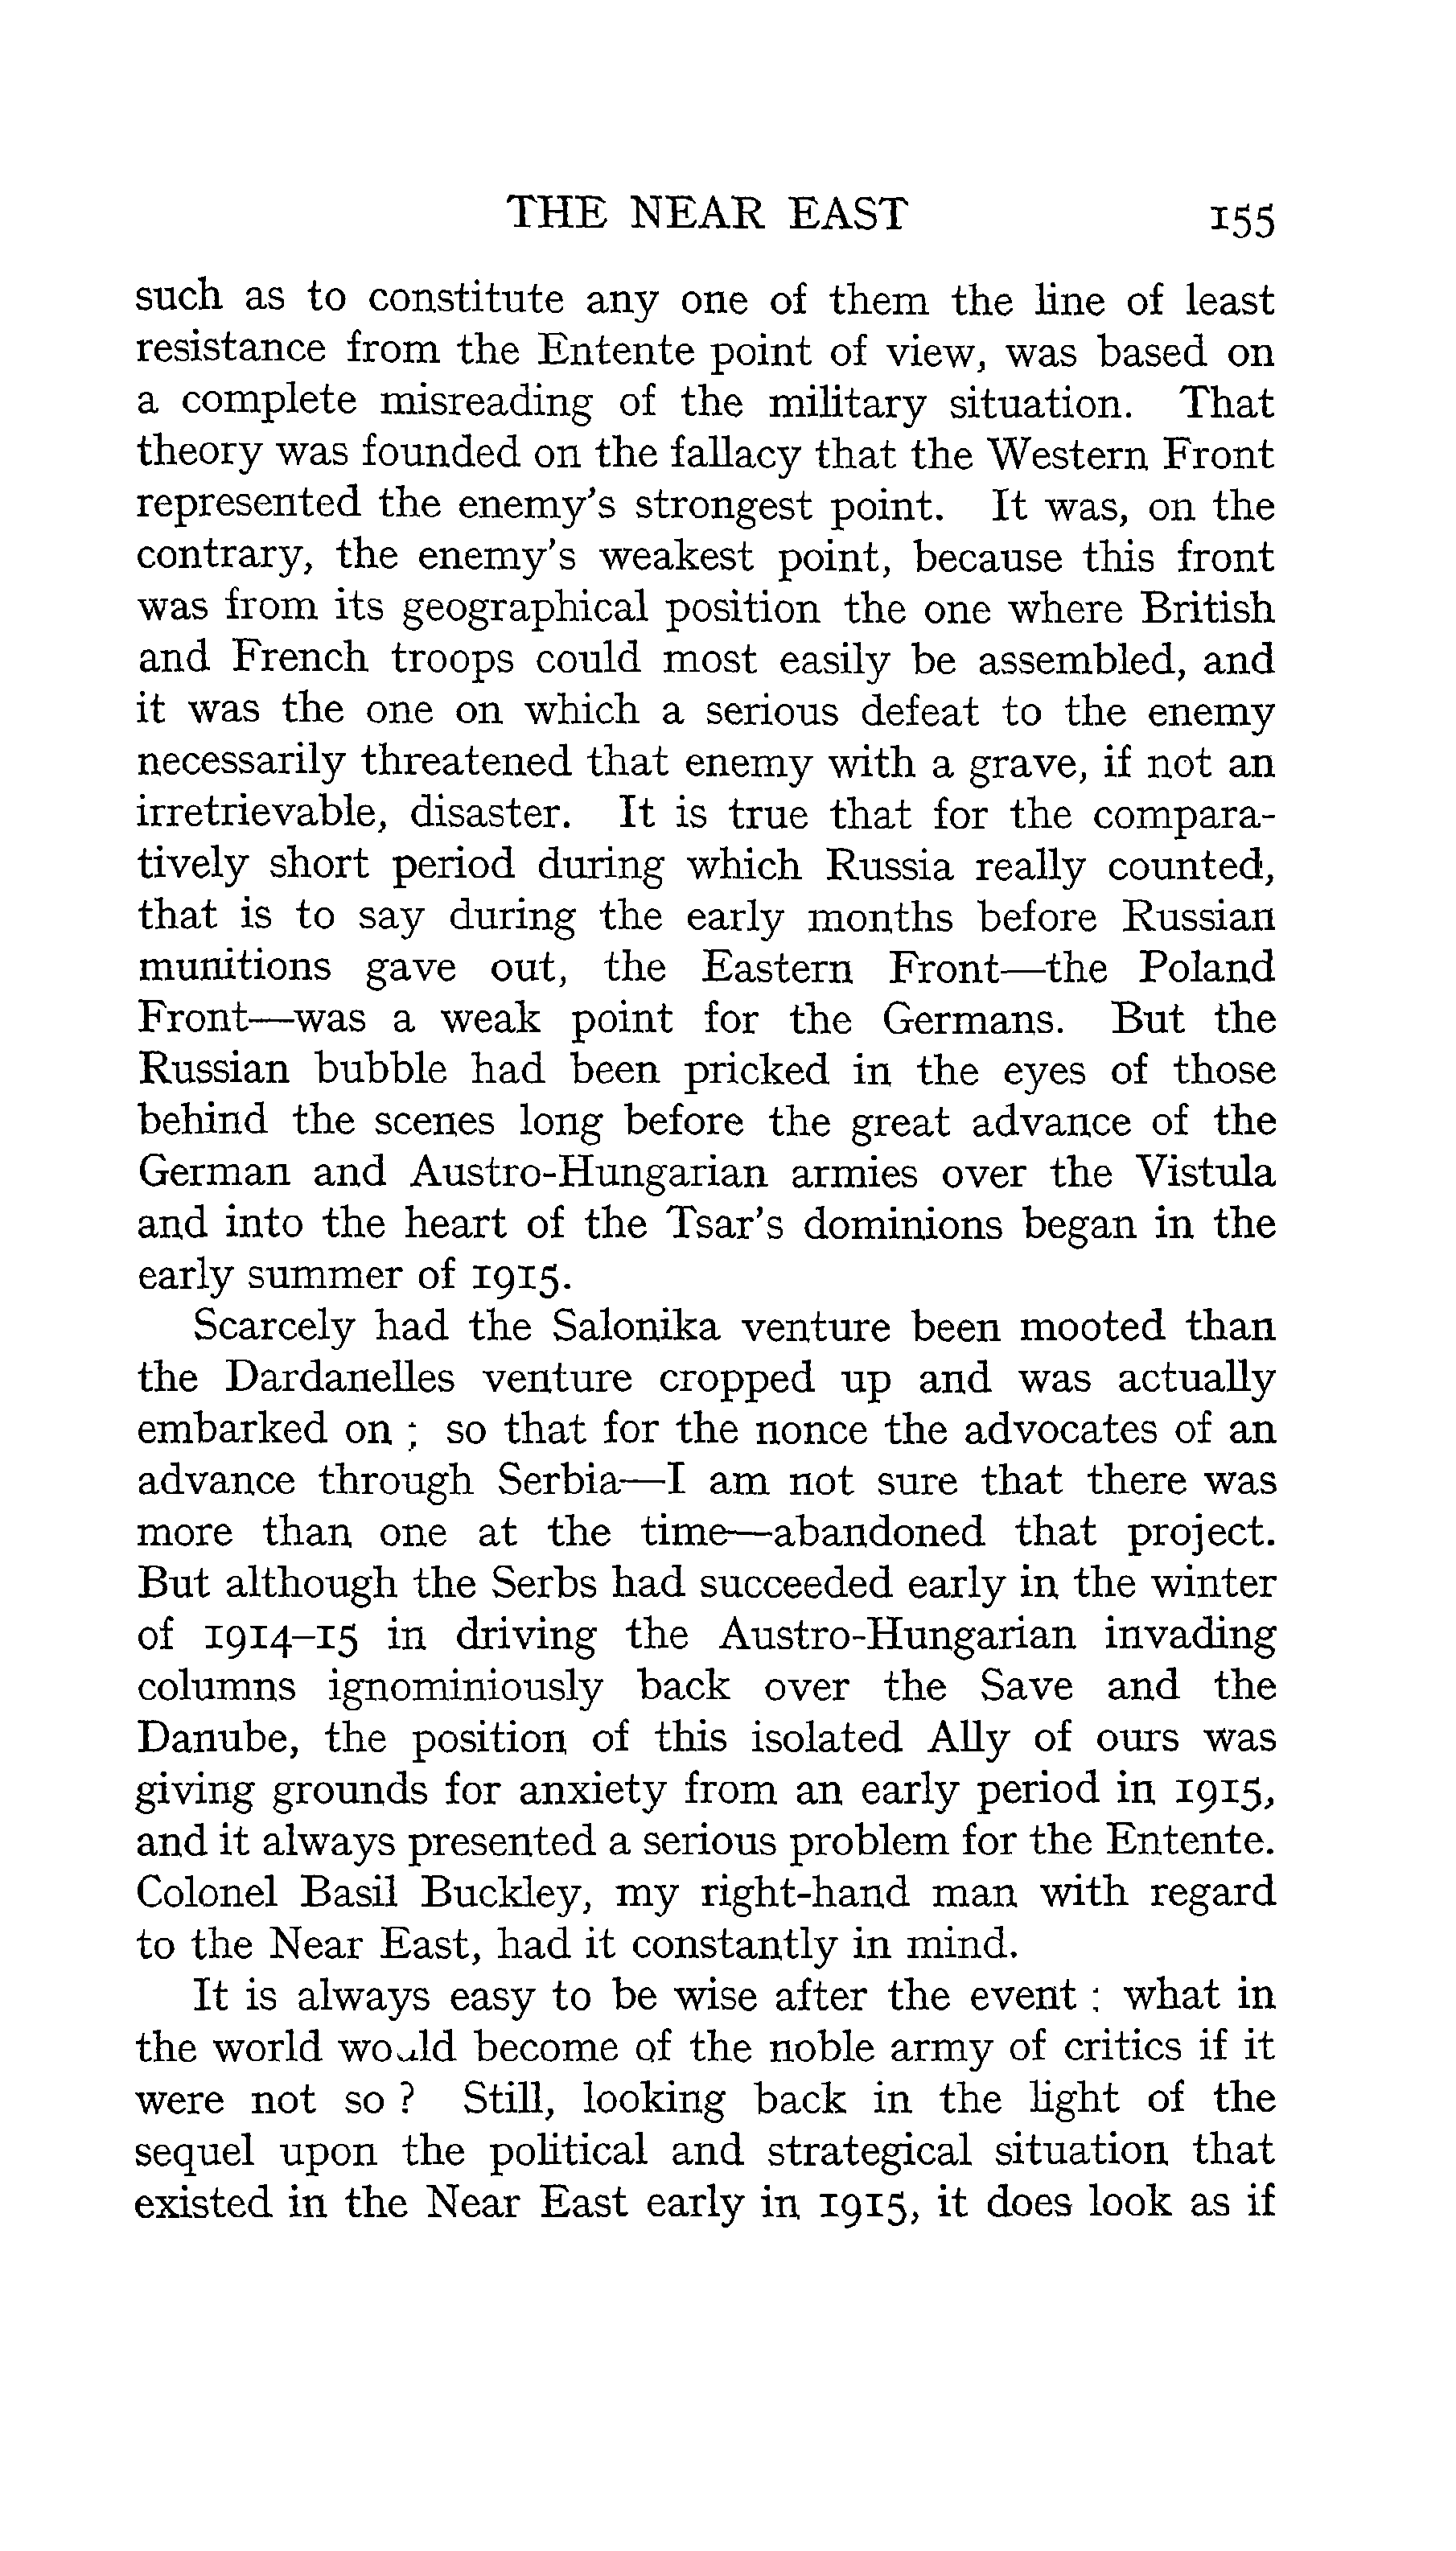 THE NEAR EAST 155
such as to constitute any one of them the line of least
resistance from the Entente point of view, was based on
a complete misreading of the military situation. That
theory was founded on the fallacy that the Western Front
represented the enemy's strongest point. It was, on the
contrary, the enemy's weakest point, because this front
was from its geographical position the one where British
and French troops could most easily be assembled, and
it was the one on which a serious defeat to the enemy
necessarily threatened that enemy with a grave, if not an
irretrievable, disaster. It is true that for the compara-
tively short period during which Russia really counted,
that is to say during the early months before Russian
munitions gave out, the Eastern Front—the Poland
Front—was a weak point for the Germans. But the
Russian bubble had been pricked in the eyes of those
behind the scenes long before the great advance of the
German and Austro-Hungarian armies over the Vistula
and into the heart of the Tsar's dominions began in the
early summer of 1915.
Scarcely had the Salonika venture been mooted than
the Dardanelles venture cropped up and was actually
embarked on ; so that for the nonce the advocates of an
advance through Serbia—I am not sure that there was
more than one at the time—abandoned that project.
But although the Serbs had succeeded early in the winter
of 1914–15 in driving the Austro-Hungarian invading
columns ignominiously back over the Save and the
Danube, the position of this isolated Ally of ours was
giving grounds for anxiety from an early period in 1915,
and it always presented a serious problem for the Entente.
Colonel Basil Buckley, my right-hand man with regard
to the Near East, had it constantly in mind.
It is always easy to be wise after the event : what in
the world would become of the noble army of critics if it
were not so ? Still, looking back in the light of the
sequel upon the political and strategical situation that
existed in the Near East early in 1915, it does look as if